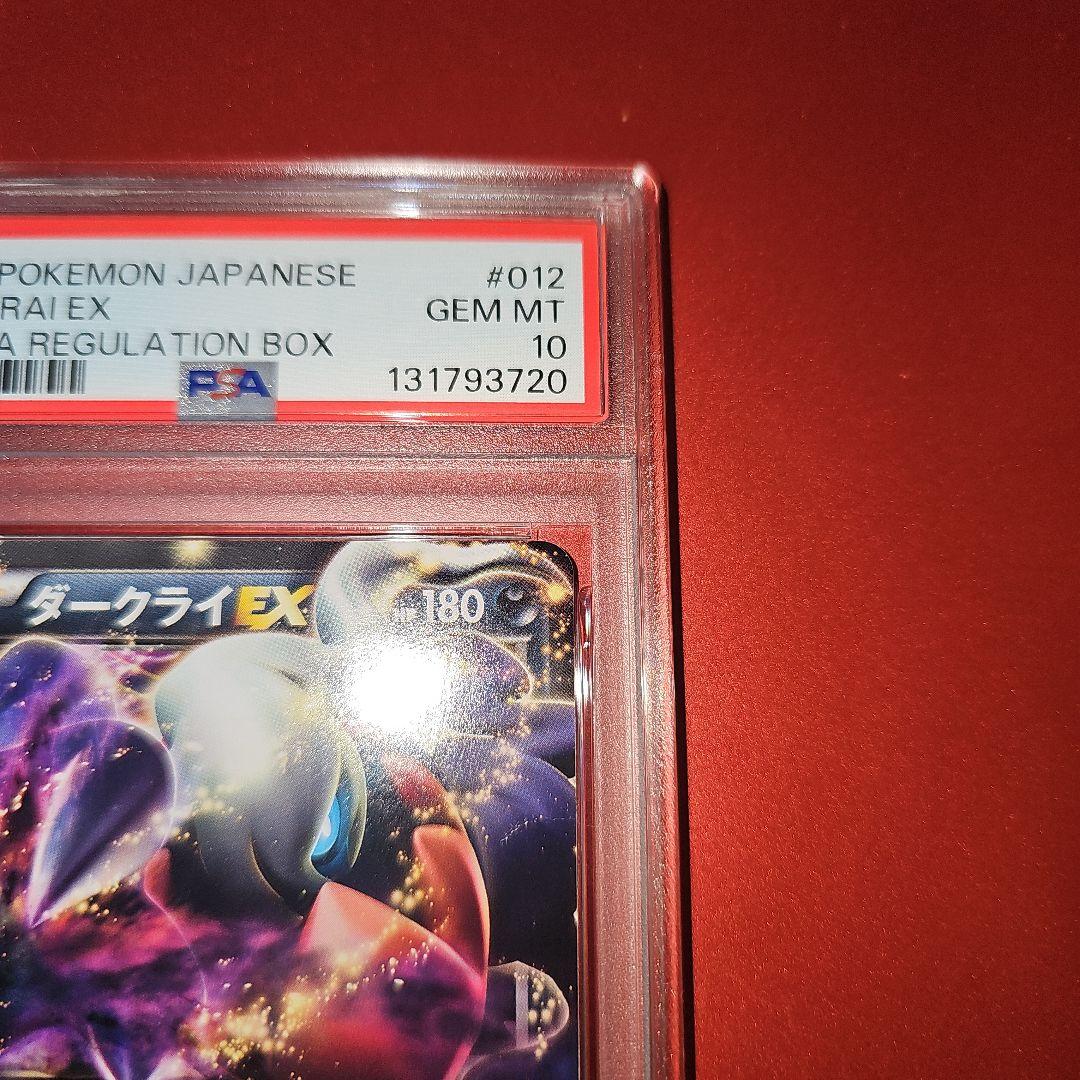 POKEMON JAPANESE #012
RAI EX GEM MT
A REGULATION BOX 10
PSA 131793720
ダークライEX HP 180